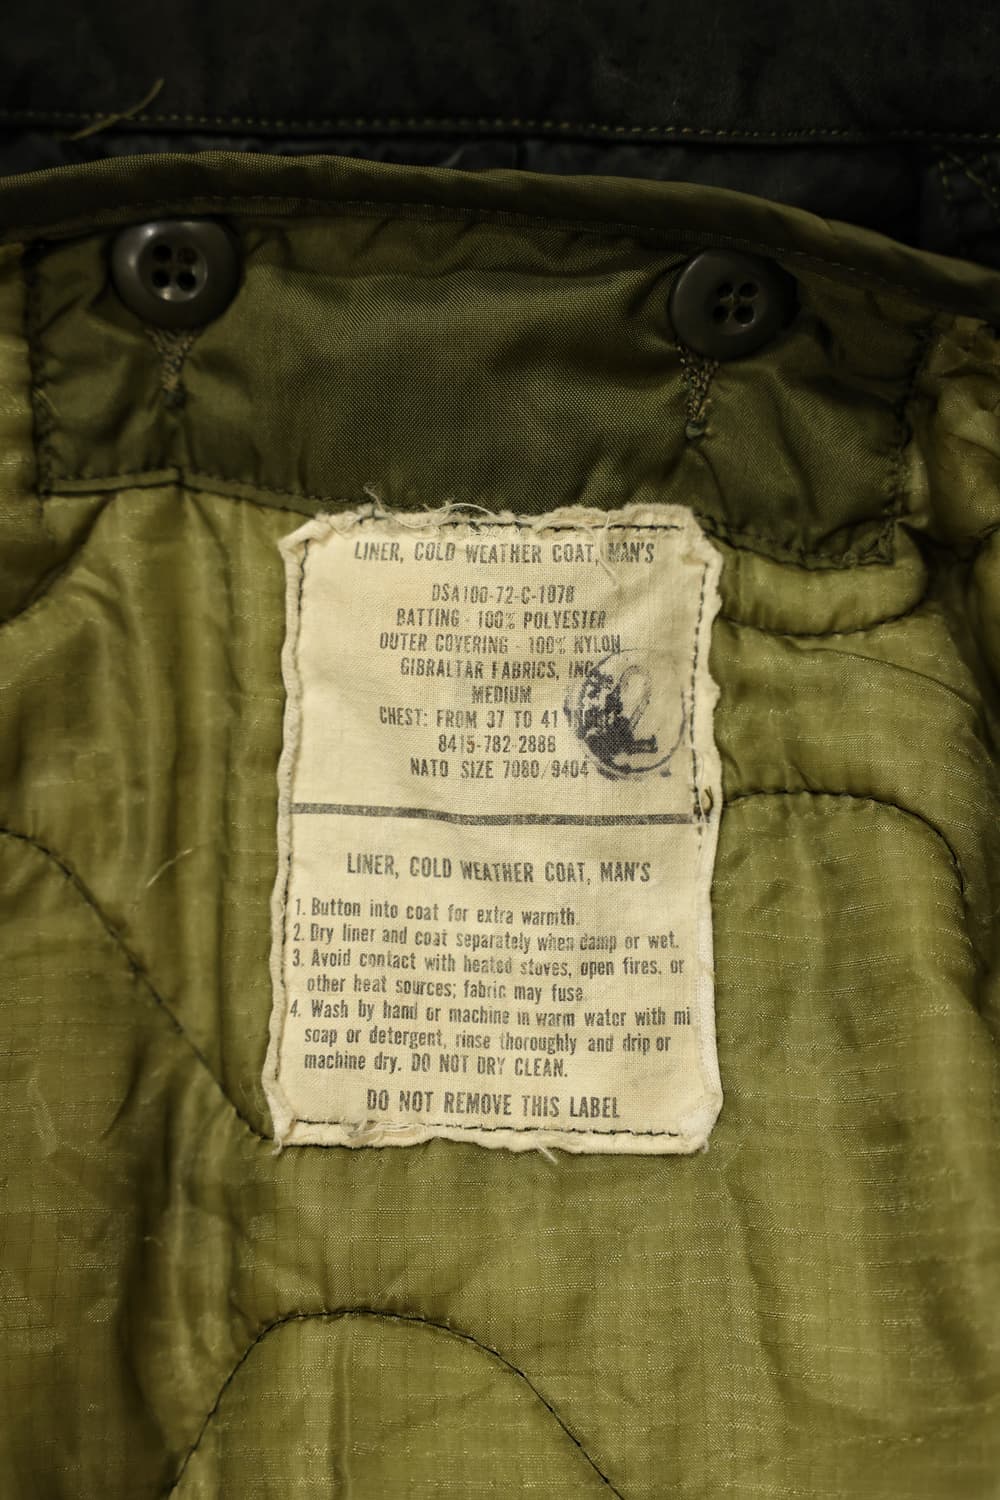 LINER, COLD WEATHER COAT, MAN'S
DSA100-72-C-1078
BATTING - 100% POLYESTER
OUTER COVERING - 100% NYLON
GIBRALTAR FABRICS, INC.
MEDIUM
CHEST: FROM 37 TO 41
8415-782-2888
NATO SIZE 7080/9404
LINER, COLD WEATHER COAT, MAN'S
1. Button into coat for extra warmth.
2. Dry liner and coat separately when damp or wet.
3. Avoid contact with heated stoves, open fires, or
other heat sources; fabric may fuse
4. Wash by hand or machine in warm water with mi
soap or detergent, rinse thoroughly and drip or
machine dry. DO NOT DRY CLEAN.
DO NOT REMOVE THIS LABEL